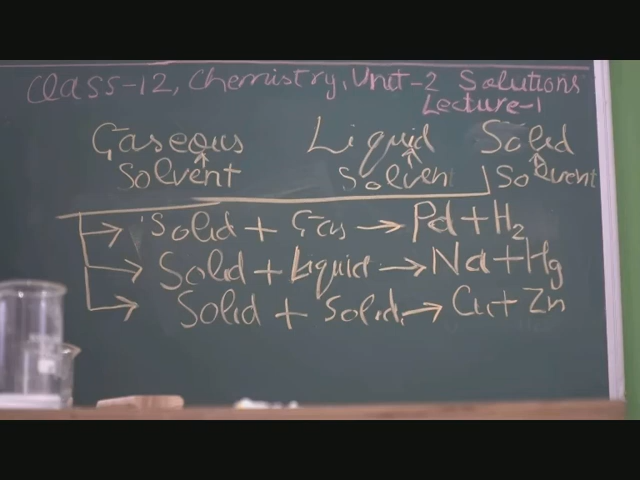 Class-12, Chemistry, Unit-2 Solutions
Lecture-1
Gaseous Liquid Solid
Solvent Solvent Solvent
Solid + Gas → Pd + H₂
Solid + Liquid → Na + Hg
Solid + Solid → Cu + Zn